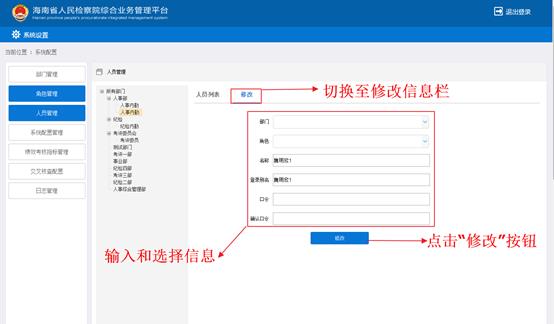 海南省人民检察院综合业务管理平台
Hainan province people's procuratorate integrated management system
退出登录
系统设置
当前位置：系统配置
部门管理
角色管理
人员管理
系统配置管理
绩效考核指标管理
交叉核查配置
日志管理
人员管理
所有部门
人事部
人事内勤
人事内勤
纪检
纪检内勤
考评委员会
考评委员
测试部门
考评一部
事业部
纪检四部
考评三部
纪检二部
人事综合管理部
人员列表
修改
切换至修改信息栏
部门
角色
名称
登录别名
口令
确认口令
修改
输入和选择信息
点击“修改”按钮